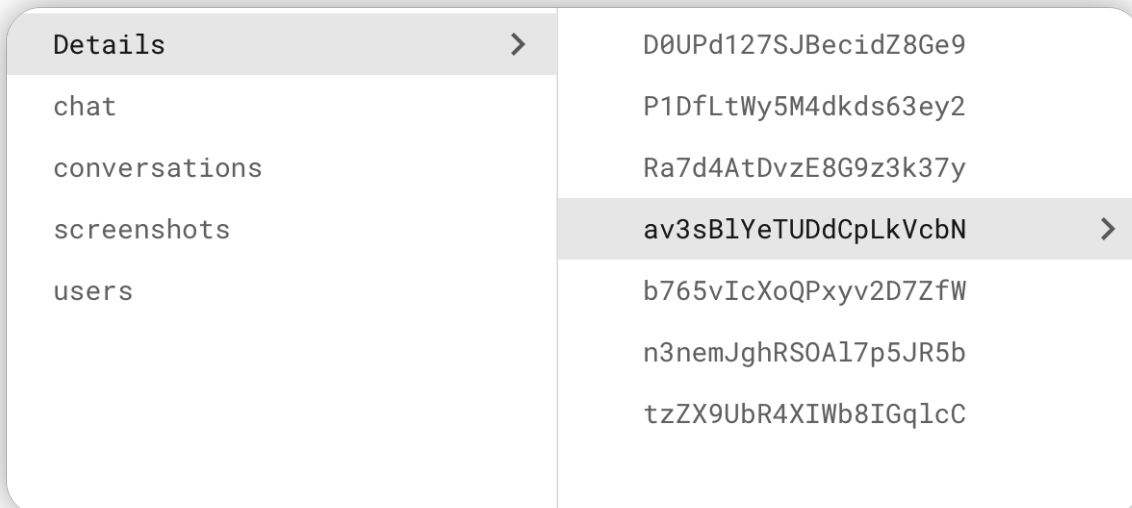 Details
chat
conversations
screenshots
users
D0UPd127SJBecidZ8Ge9
P1DfLtWy5M4dkds63ey2
Ra7d4AtDvzE8G9z3k37y
av3sBlYeTUDdCpLkVcbN
b765vIcXoQPxyv2D7ZfW
n3nemJghRSOAl7p5JR5b
tzZX9UbR4XIWb8IGqlcC